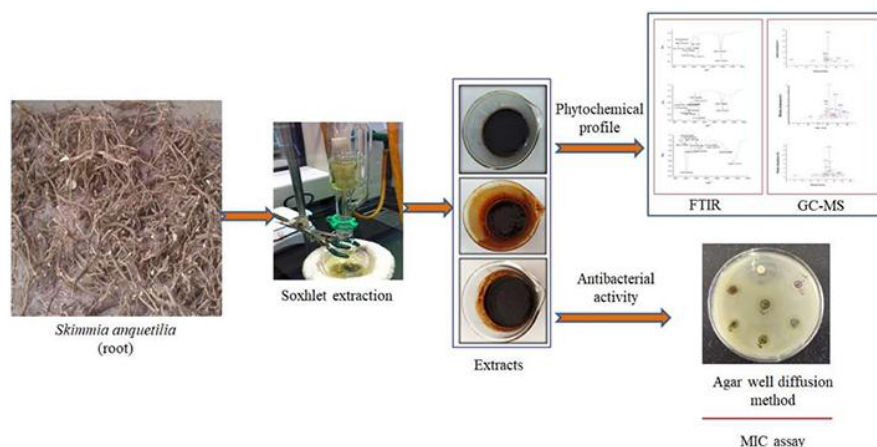 Skimmia anquetilia
(root)
Soxhlet extraction
Extracts
Phytochemical
profile
FTIR
GC-MS
Antibacterial
activity
Agar well diffusion
method
MIC assay